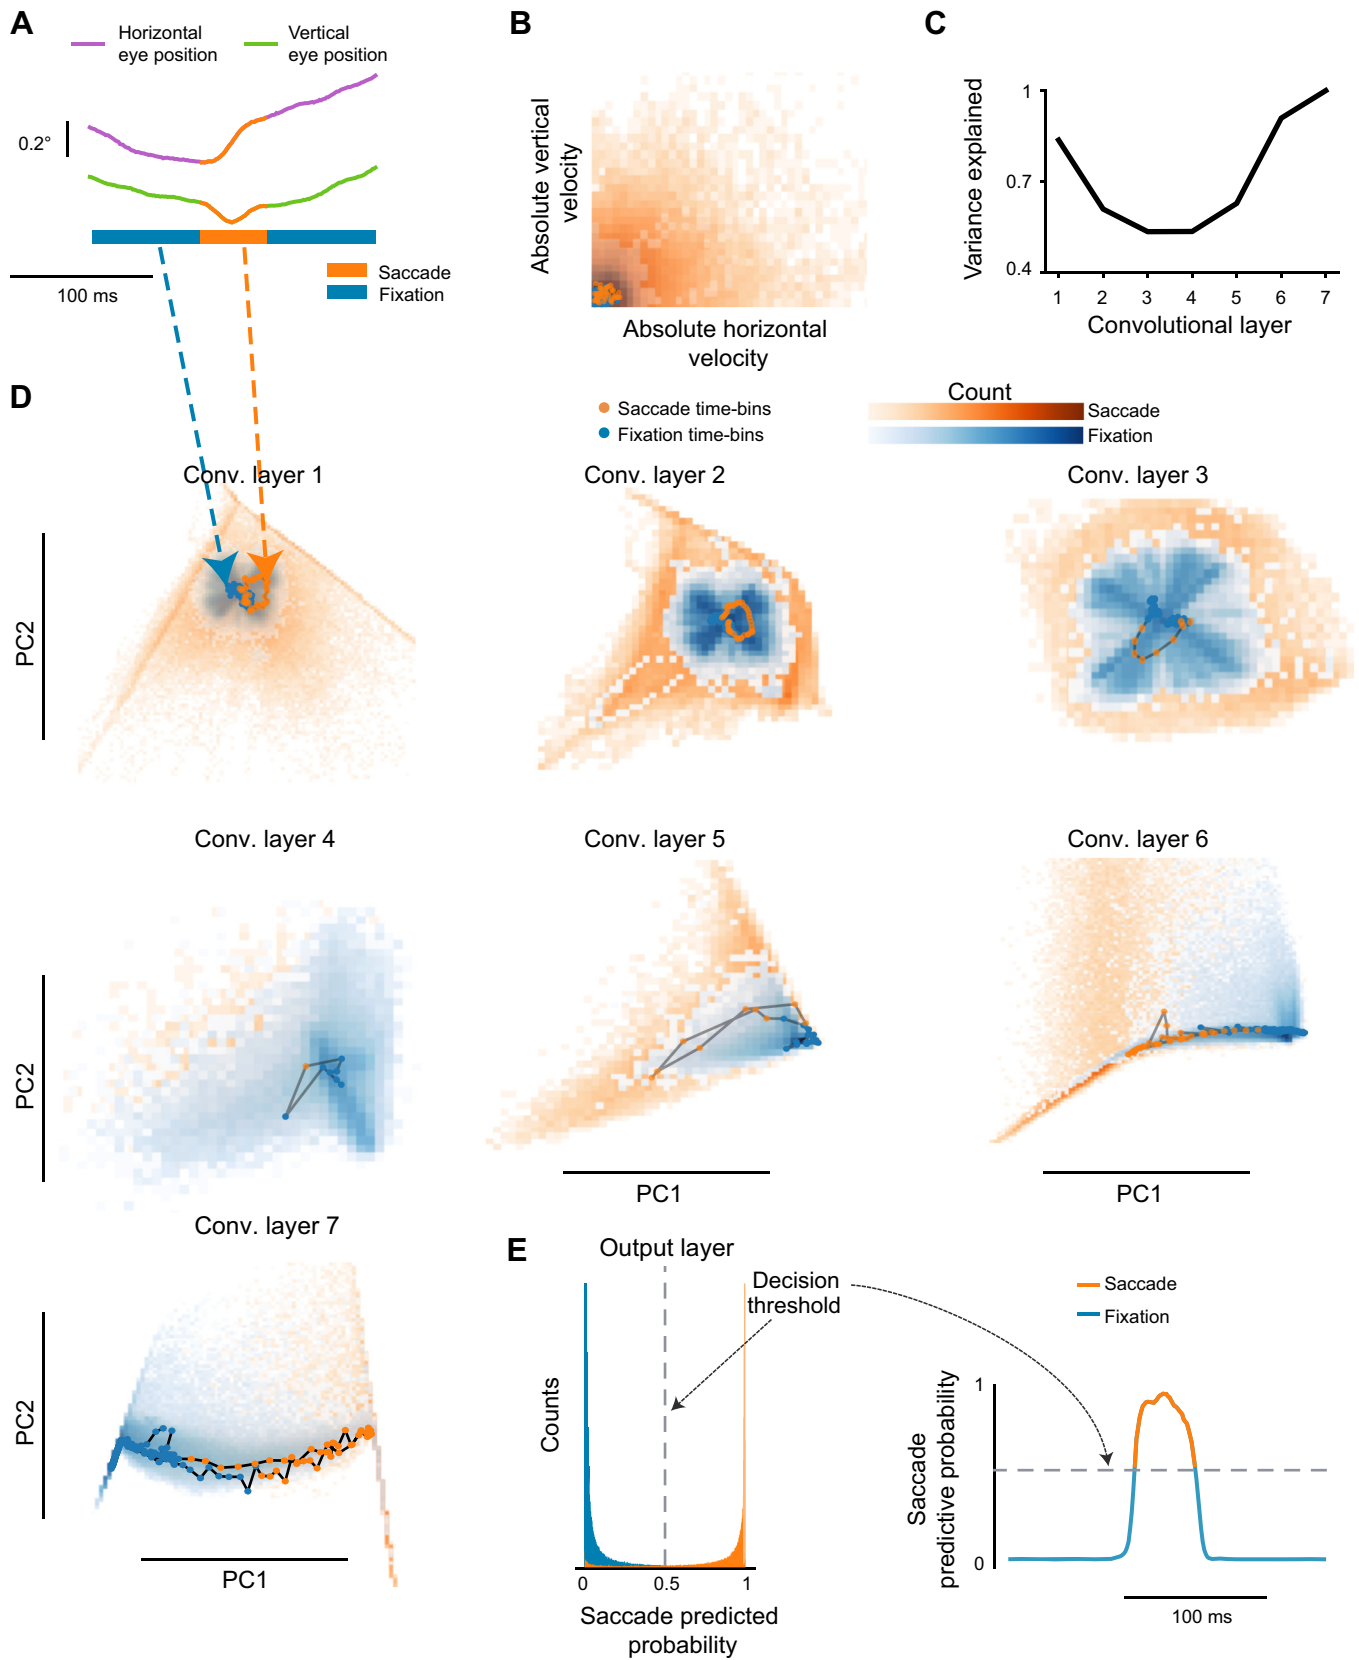 A
Horizontal
eye position
Vertical
eye position
0.2°
100 ms
Saccade
Fixation
B
Absolute vertical
velocity
Absolute horizontal
velocity
C
Variance explained
1
0.7
0.4
1 2 3 4 5 6 7
Convolutional layer
D
Saccade time-bins
Fixation time-bins
Count
Saccade
Fixation
Conv. layer 1
Conv. layer 2
Conv. layer 3
PC2
Conv. layer 4
Conv. layer 5
Conv. layer 6
PC2
PC1
PC1
Conv. layer 7
PC2
PC1
E
Output layer
Decision
threshold
Counts
0 0.5 1
Saccade predicted
probability
Saccade
Fixation
Saccade
predictive probability
1
0
100 ms